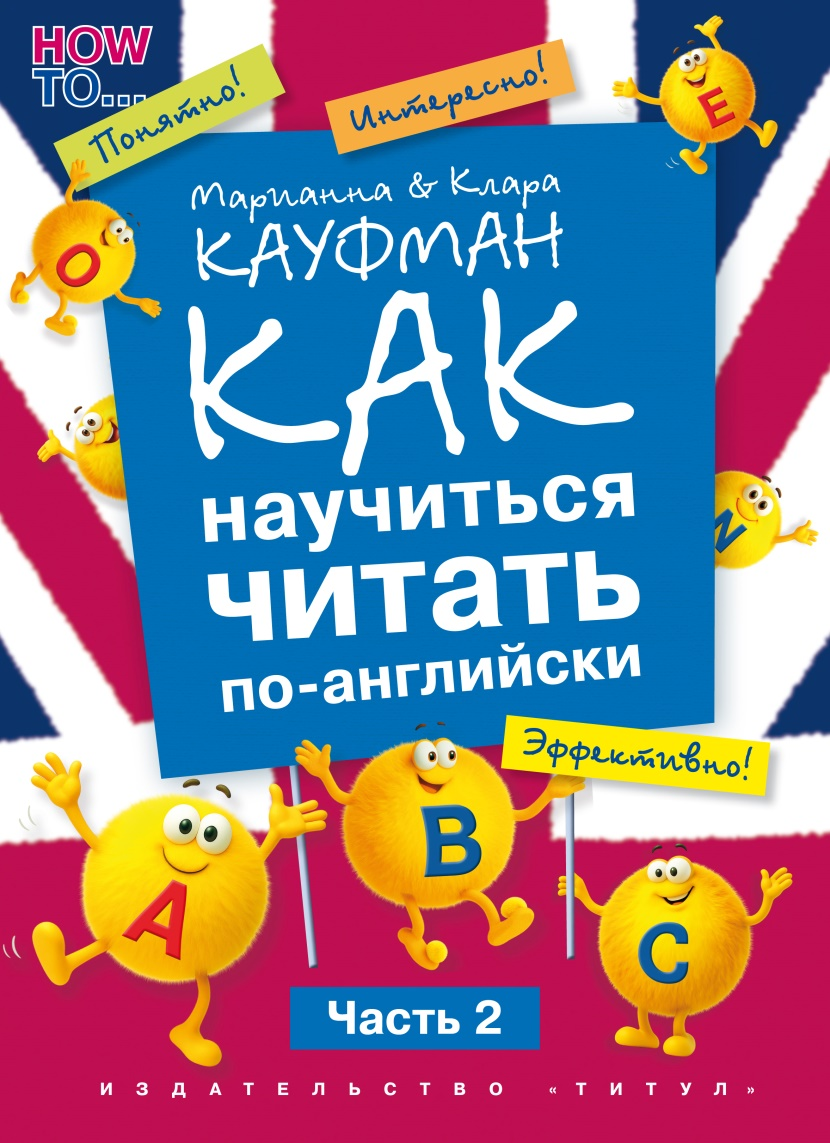 HOW
TO...
Понятно!
Интересно!
E
Марианна & Клара
КАУФМАН
О
КАК
научиться
N
читать
по-английски
Эффективно!
A
B
C
Часть 2
ИЗДАТЕЛЬСТВО «ТИТУЛ»